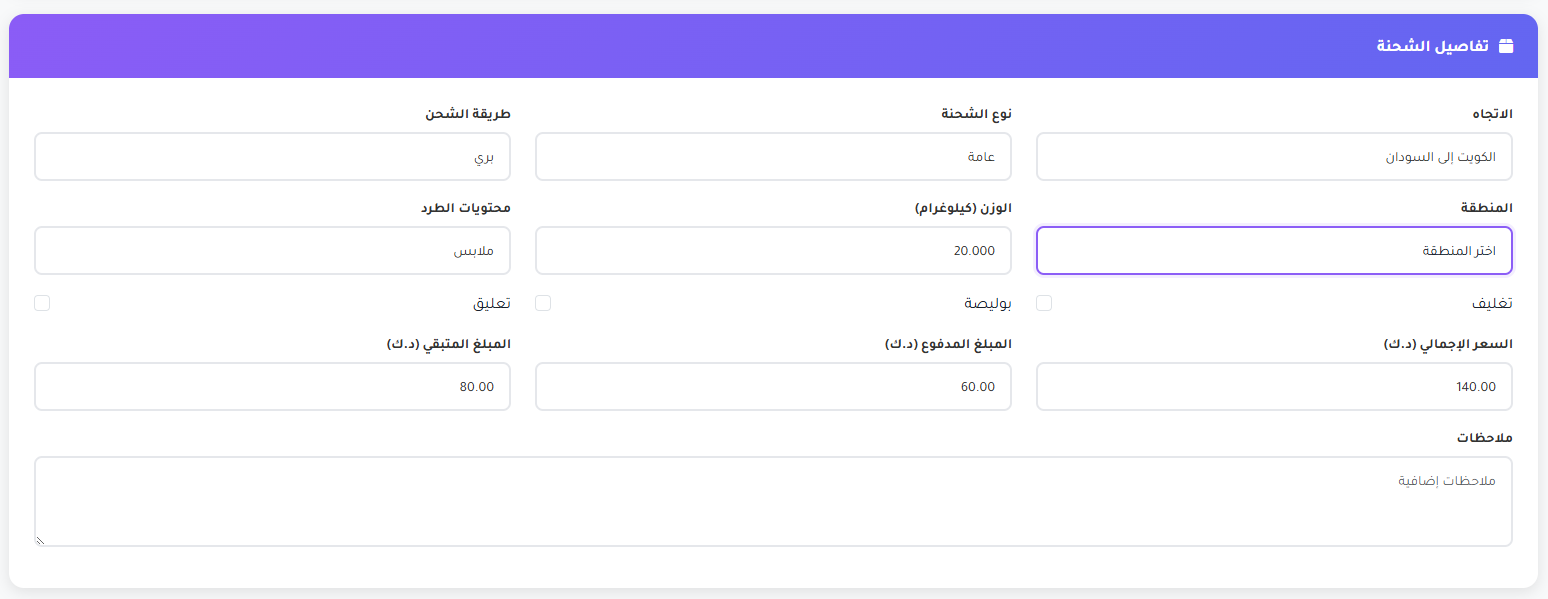 تفاصيل الشحنة
الاتجاه
نوع الشحنة
طريقة الشحن
الكويت إلى السودان
عامة
بري
المنطقة
الوزن (كيلوغرام)
محتويات الطرد
اختر المنطقة
20.000
ملابس
تغليف
بوليصة
تعليق
السعر الإجمالي (د.ك)
المبلغ المدفوع (د.ك)
المبلغ المتبقي (د.ك)
140.00
60.00
80.00
ملاحظات
ملاحظات إضافية